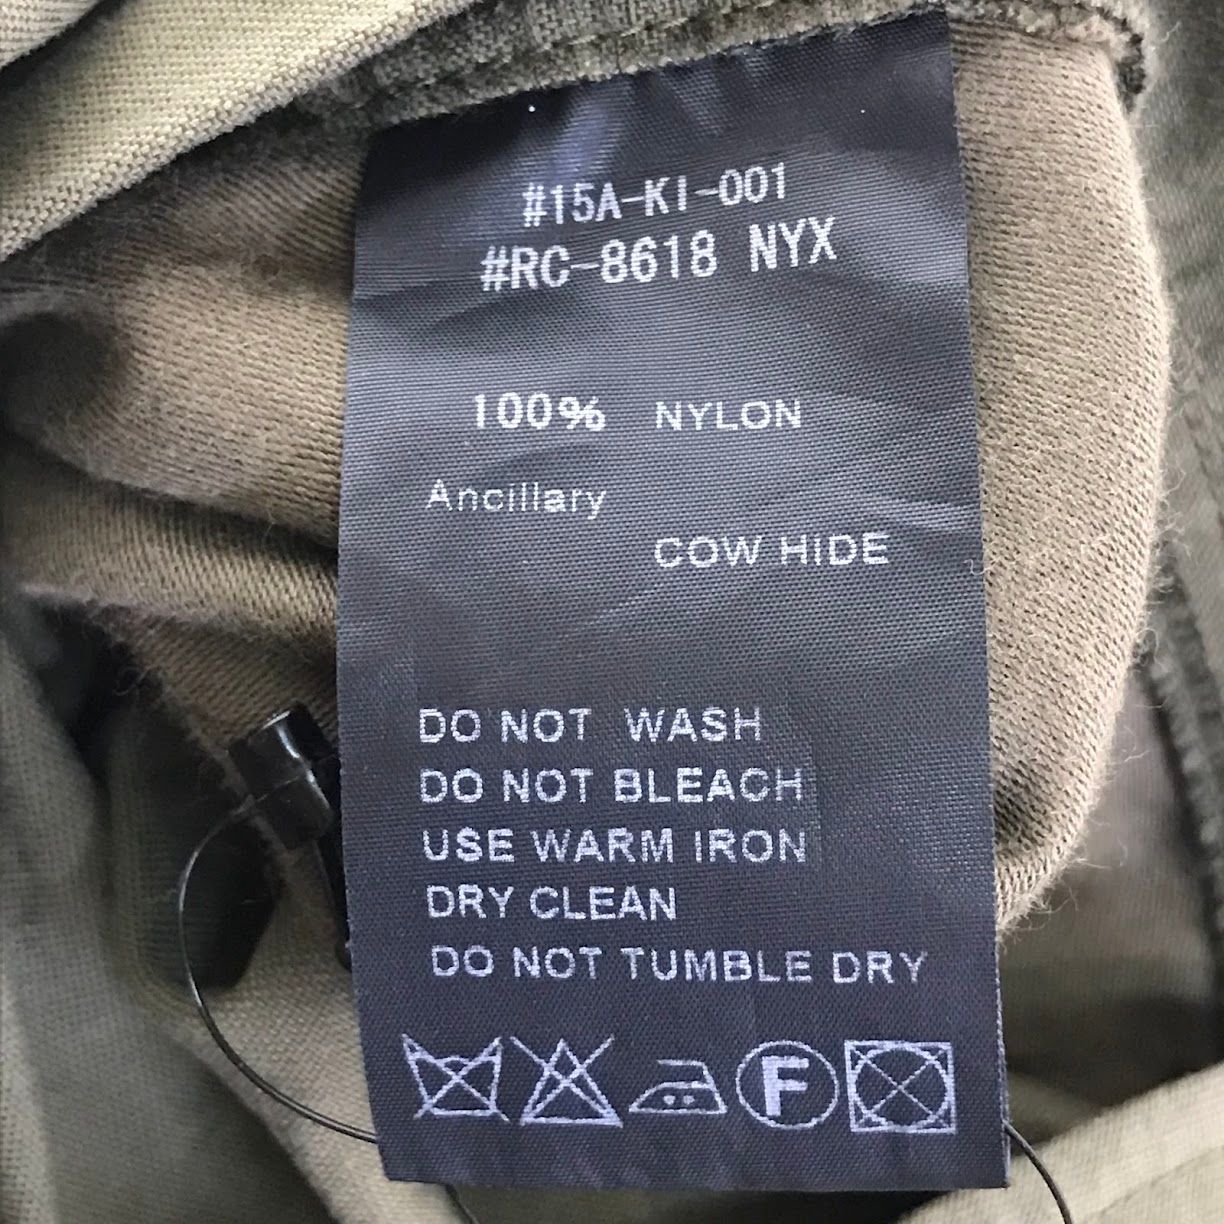 #15A-KI-001
#RC-8618 NYX
100% NYLON
Ancillary
COW HIDE
DO NOT WASH
DO NOT BLEACH
USE WARM IRON
DRY CLEAN
DO NOT TUMBLE DRY
F